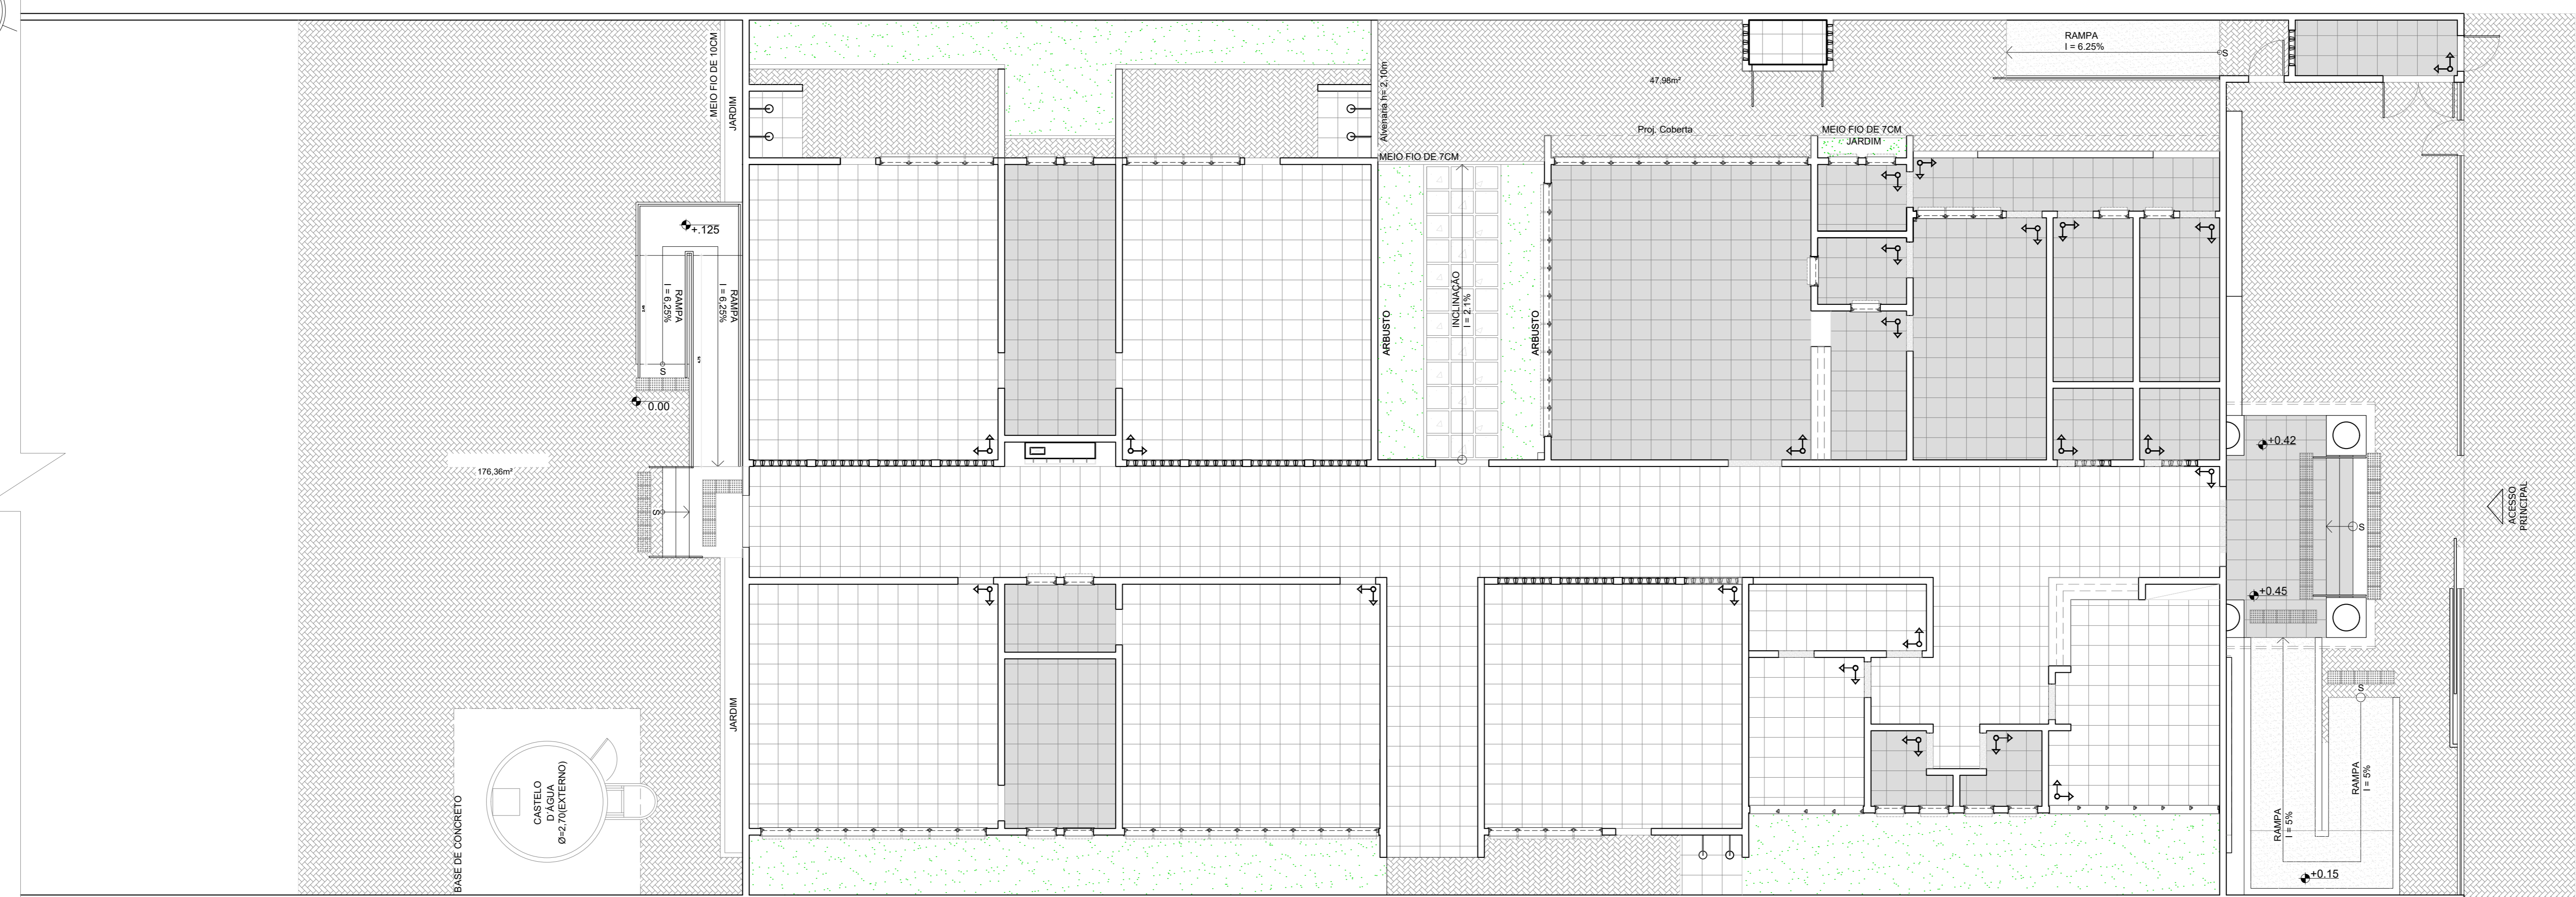 MEIO FIO DE 10CM
JARDIM
RAMPA
I = 6.25%
S
47,98m²
Alvenaria h= 2,10m
Proj. Coberta
MEIO FIO DE 7CM
JARDIM
MEIO FIO DE 7CM
+.125
RAMPA
I = 6,25%
RAMPA
I = 6,25%
S
0.00
ARBUSTO
INCLINAÇÃO
I = 2.1%
ARBUSTO
+0.42
176,36m²
S
S
ACESSO
PRINCIPAL
+0.45
JARDIM
S
BASE DE CONCRETO
CASTELO
D´ÁGUA
Ø=2,70(EXTERNO)
RAMPA
I = 5%
RAMPA
I = 5%
+0.15